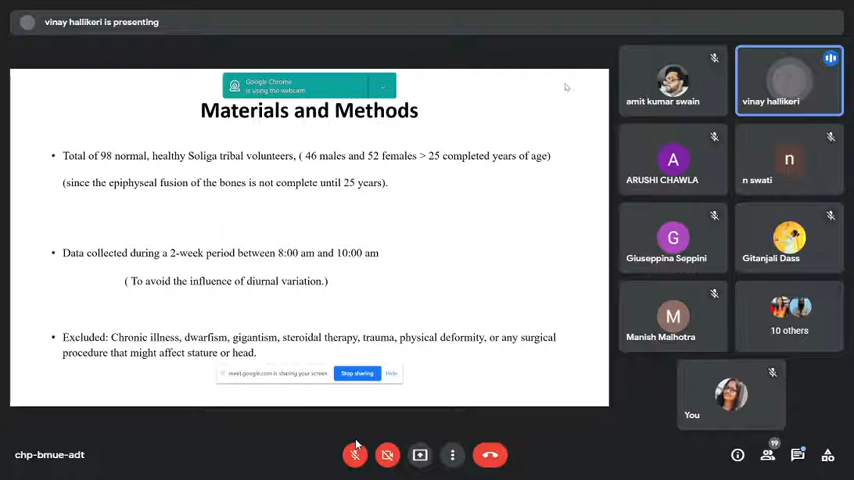 vinay hallikeri is presenting
Google Chrome
is using the webcam
Materials and Methods
• Total of 98 normal, healthy Soliga tribal volunteers, ( 46 males and 52 females > 25 completed years of age)
(since the epiphyseal fusion of the bones is not complete until 25 years).
• Data collected during a 2-week period between 8:00 am and 10:00 am
( To avoid the influence of diurnal variation.)
• Excluded: Chronic illness, dwarfism, gigantism, steroidal therapy, trauma, physical deformity, or any surgical
procedure that might affect stature or head.
meet.google.com is sharing your screen
Stop sharing
Hide
amit kumar swain
vinay hallikeri
A
ARUSHI CHAWLA
n
n swati
G
Giuseppina Seppini
Gitanjali Dass
M
Manish Malhotra
10 others
You
chp-bmue-adt
19